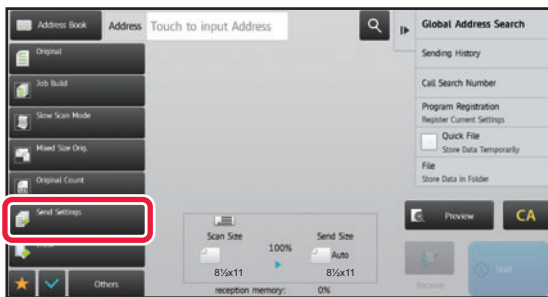 Address Book
Address
Touch to input Address
Original
Job Build
Slow Scan Mode
Mixed Size Orig.
Original Count
Send Settings
Others
Scan Size
100%
Send Size
Auto
8½x11
8½x11
reception memory:
0%
Global Address Search
Sending History
Call Search Number
Program Registration
Register Current Settings
Quick File
Store Data Temporarily
File
Store Data in Folder
Preview
CA
Receive
Start